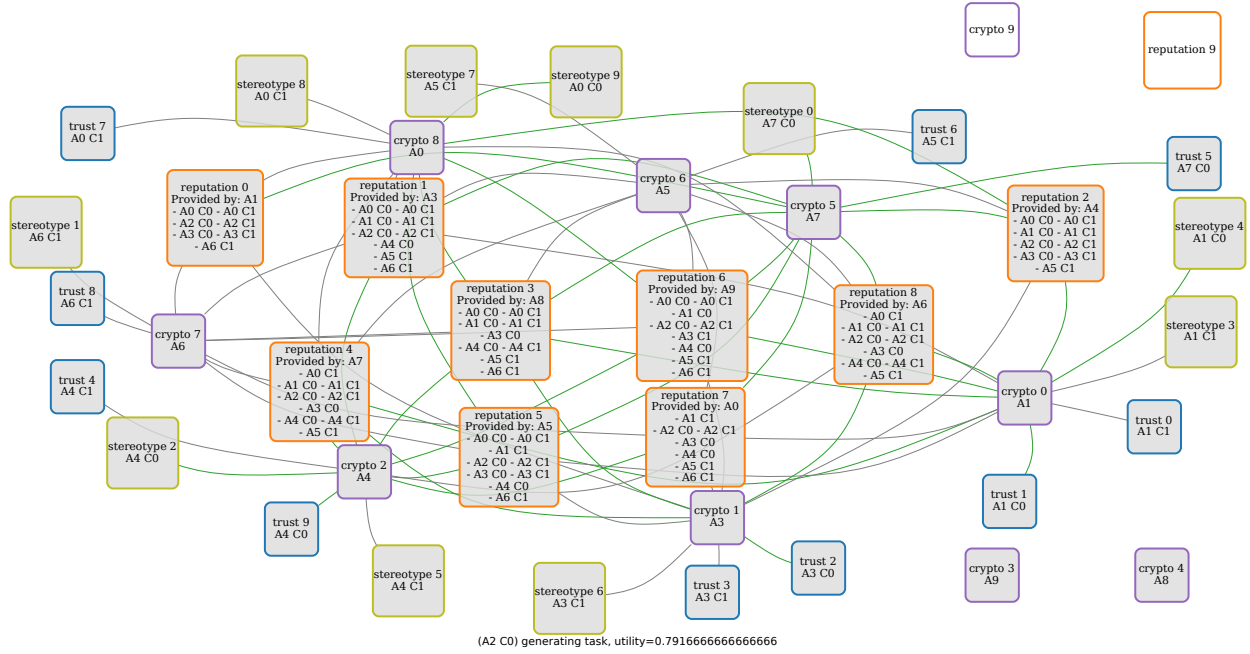 crypto 9
reputation 9
stereotype 8
A0 C1
stereotype 7
A5 C1
stereotype 9
A0 C0
stereotype 0
A7 C0
trust 7
A0 C1
crypto 8
A0
trust 6
A5 C1
trust 5
A7 C0
crypto 6
A5
crypto 5
A7
reputation 0
Provided by: A1
- A0 C0 - A0 C1
- A2 C0 - A2 C1
- A3 C0 - A3 C1
- A6 C1
reputation 1
Provided by: A3
- A0 C0 - A0 C1
- A1 C0 - A1 C1
- A2 C0 - A2 C1
- A4 C0
- A5 C1
- A6 C1
reputation 2
Provided by: A4
- A0 C0 - A0 C1
- A1 C0 - A1 C1
- A2 C0 - A2 C1
- A3 C0 - A3 C1
- A5 C1
stereotype 1
A6 C1
stereotype 4
A1 C0
trust 8
A6 C1
crypto 7
A6
reputation 3
Provided by: A8
- A0 C0 - A0 C1
- A1 C0 - A1 C1
- A3 C0
- A4 C0 - A4 C1
- A5 C1
- A6 C1
reputation 6
Provided by: A9
- A0 C0 - A0 C1
- A1 C0
- A2 C0 - A2 C1
- A3 C1
- A4 C0
- A5 C1
- A6 C1
reputation 8
Provided by: A6
- A0 C1
- A1 C0 - A1 C1
- A2 C0 - A2 C1
- A3 C0
- A4 C0 - A4 C1
- A5 C1
stereotype 3
A1 C1
reputation 4
Provided by: A7
- A0 C1
- A1 C0 - A1 C1
- A2 C0 - A2 C1
- A3 C0
- A4 C0 - A4 C1
- A5 C1
trust 4
A4 C1
crypto 0
A1
reputation 5
Provided by: A5
- A0 C0 - A0 C1
- A1 C1
- A2 C0 - A2 C1
- A3 C0 - A3 C1
- A4 C0
- A6 C1
reputation 7
Provided by: A0
- A1 C1
- A2 C0 - A2 C1
- A3 C0
- A4 C0
- A5 C1
- A6 C1
trust 0
A1 C1
stereotype 2
A4 C0
crypto 2
A4
trust 1
A1 C0
trust 9
A4 C0
crypto 1
A3
stereotype 5
A4 C1
stereotype 6
A3 C1
trust 3
A3 C1
trust 2
A3 C0
crypto 3
A9
crypto 4
A8
(A2 C0) generating task, utility=0.7916666666666666